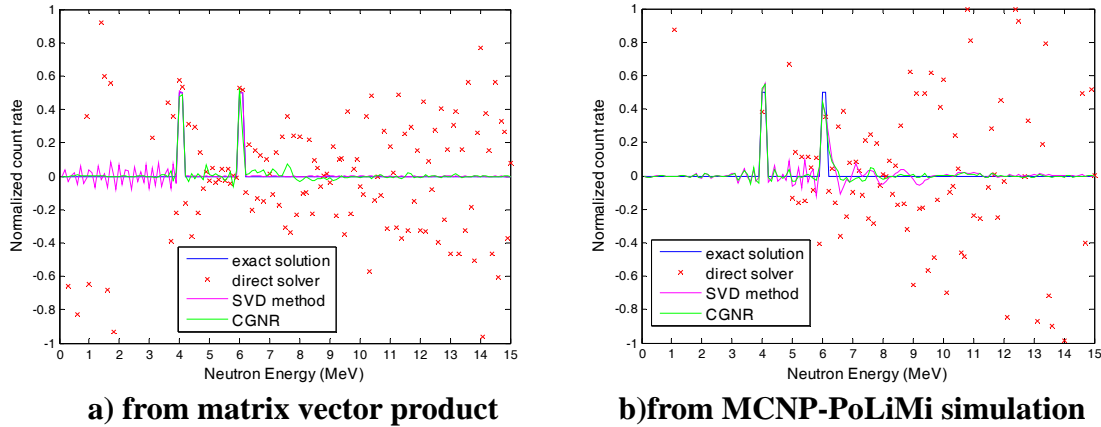 1
0.8
0.6
0.4
0.2
0
-0.2
-0.4
-0.6
-0.8
-1
Normalized count rate
exact solution
direct solver
SVD method
CGNR
0 1 2 3 4 5 6 7 8 9 10 11 12 13 14 15
Neutron Energy (MeV)
a) from matrix vector product
1
0.8
0.6
0.4
0.2
0
-0.2
-0.4
-0.6
-0.8
-1
Normalized count rate
exact solution
direct solver
SVD method
CGNR
0 1 2 3 4 5 6 7 8 9 10 11 12 13 14 15
Neutron Energy (MeV)
b)from MCNP-PoLiMi simulation